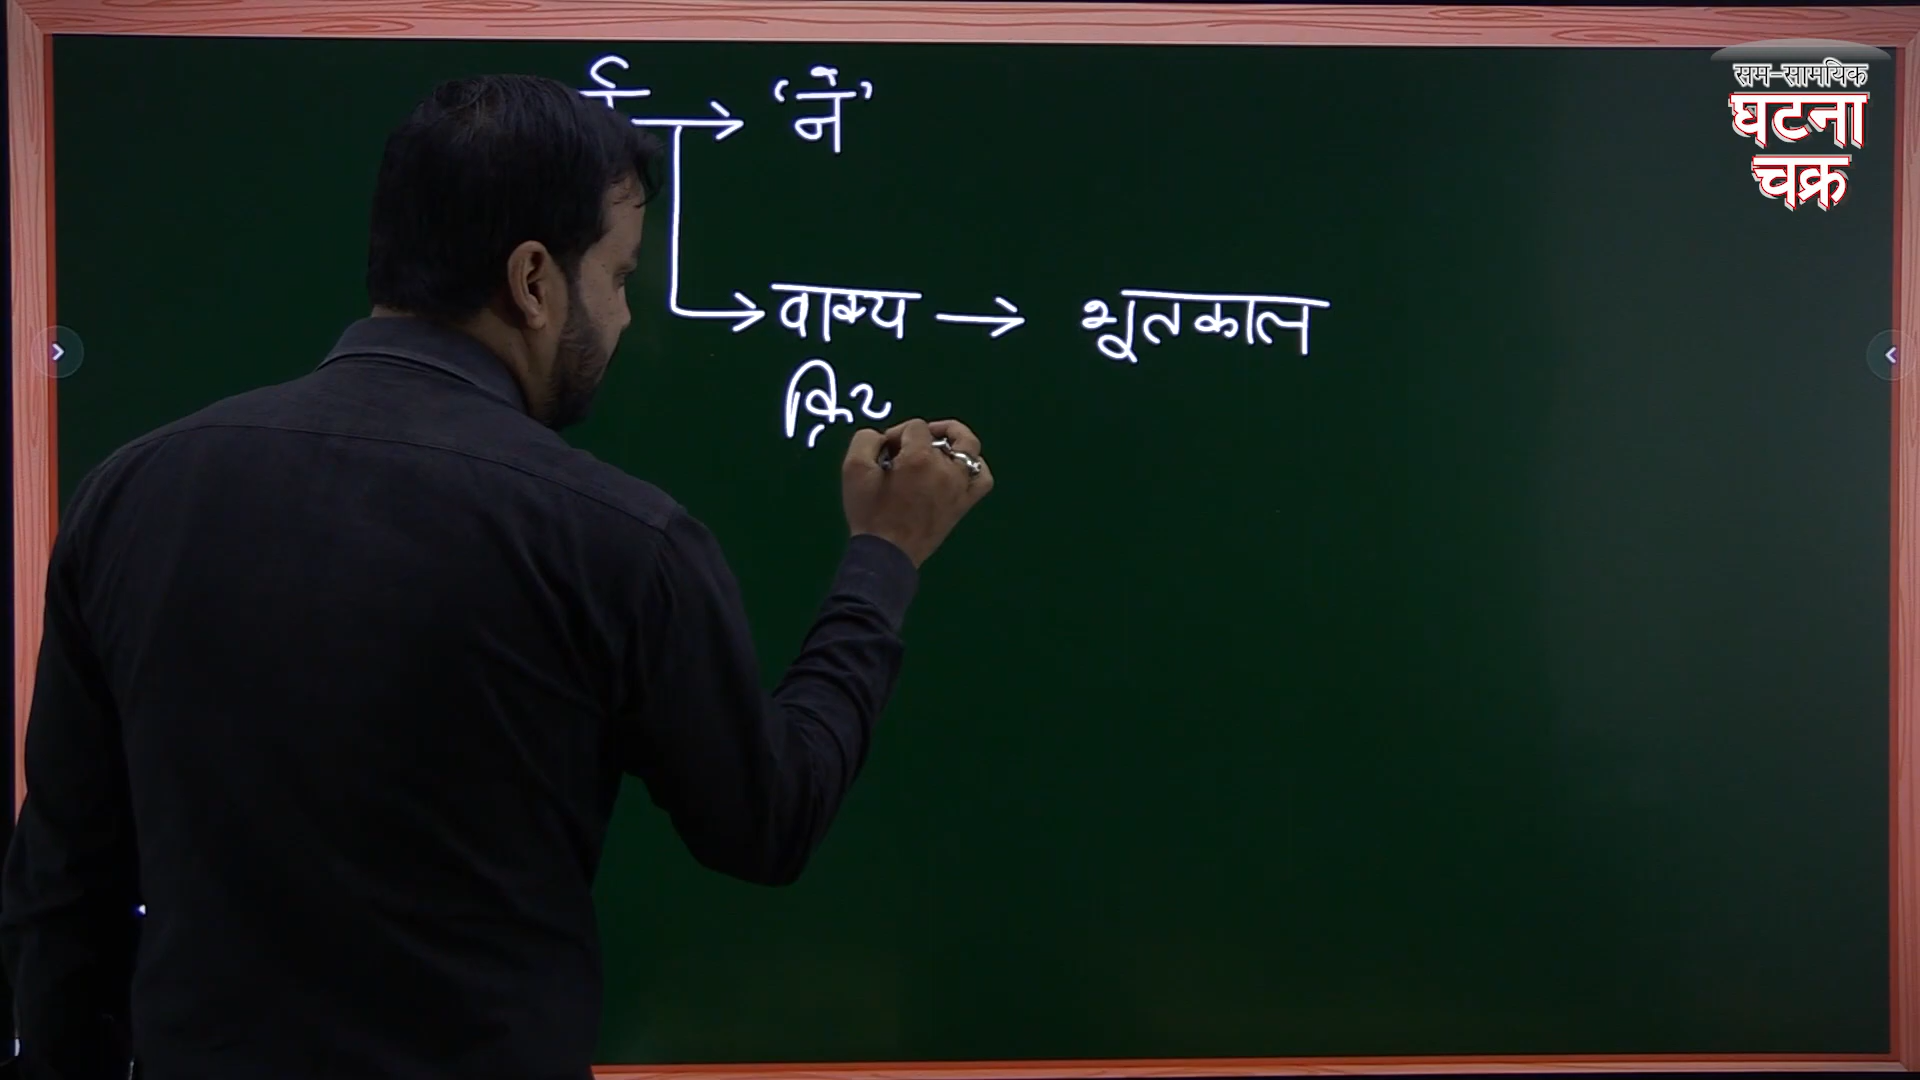 → 'ने'
वाक्य → भूतकाल
सम-सामयिक
घटना
चक्र